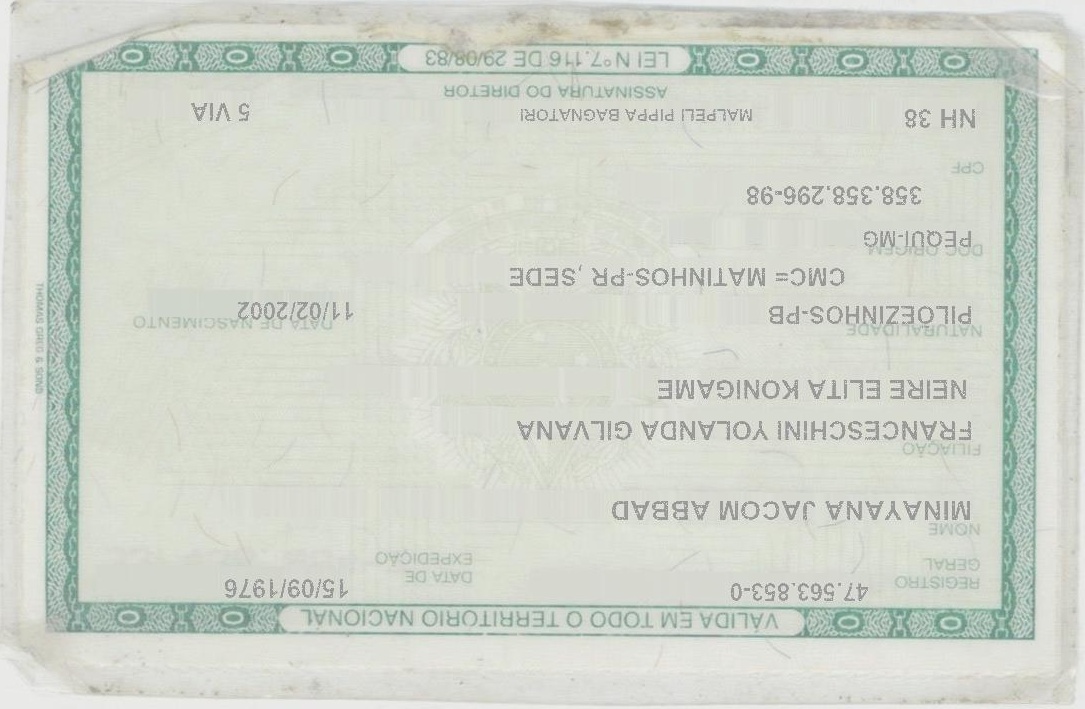 VÁLIDA EM TODO O TERRITÓRIO NACIONAL
REGISTRO GERAL 47.563.853-0 DATA DE EXPEDIÇÃO 15/09/1976
NOME
MINAYANA JACOM ABBAD
FILIAÇÃO
FRANCESCHINI YOLANDA GILVANA
NEIRE ELITA KONIGAME
NATURALIDADE DATA DE NASCIMENTO
PILOEZINHOS-PB 11/02/2002
CMC= MATINHOS-PR ,SEDE
DOC ORIGEM
PEQUI-MG
358.358.296-98
CPF
NH 38 MALPELI PIPPA BAGNATORI 5 VIA
ASSINATURA DO DIRETOR
LEI Nº7.116 DE 29/08/83
THOMAS GREG & SONS